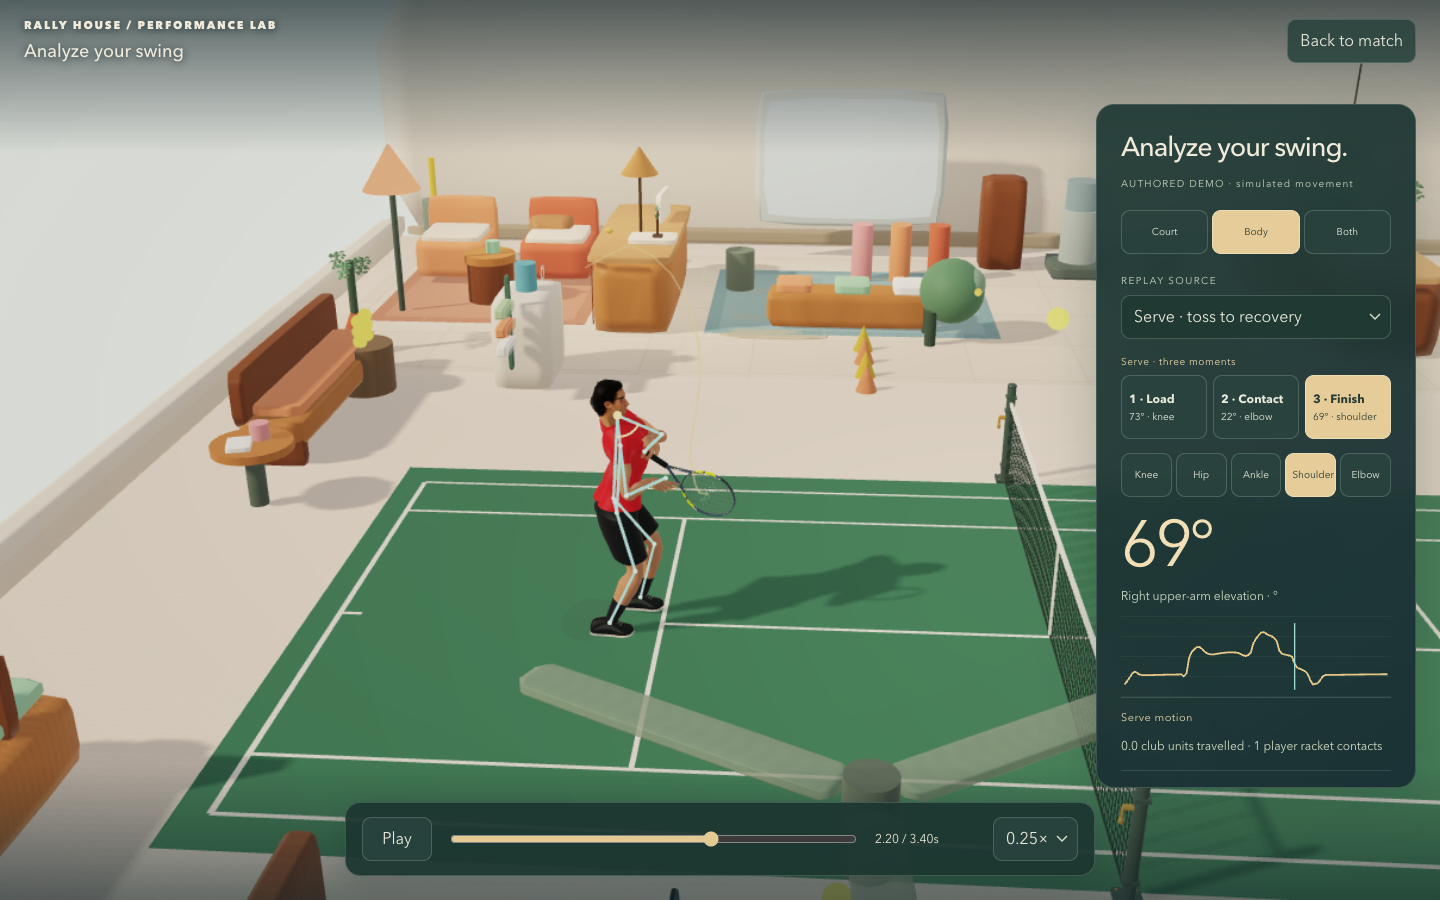 RALLY HOUSE / PERFORMANCE LAB
Analyze your swing
Back to match
Analyze your swing.
AUTHORED DEMO · simulated movement
Court
Body
Both
REPLAY SOURCE
Serve · toss to recovery
Serve · three moments
1 · Load
73° · knee
2 · Contact
22° · elbow
3 · Finish
69° · shoulder
Knee
Hip
Ankle
Shoulder
Elbow
69°
Right upper-arm elevation · °
Serve motion
0.0 club units travelled · 1 player racket contacts
Play
2.20 / 3.40s
0.25×